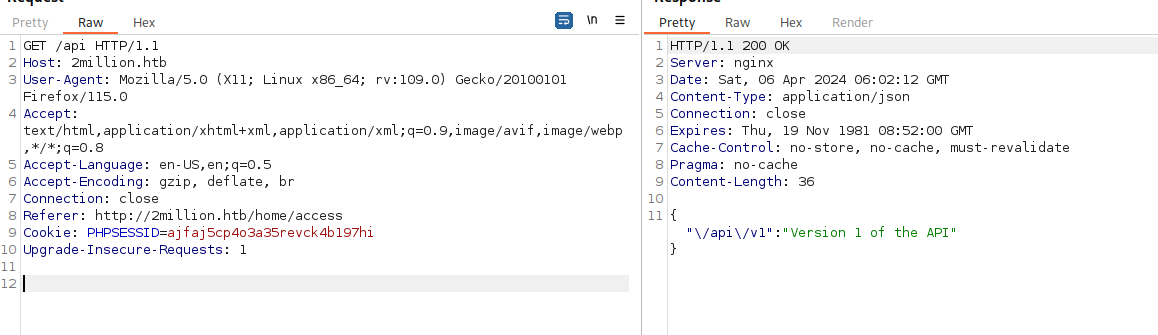 Request
Pretty Raw Hex \n
1 GET /api HTTP/1.1
2 Host: 2million.htb
3 User-Agent: Mozilla/5.0 (X11; Linux x86_64; rv:109.0) Gecko/20100101
Firefox/115.0
4 Accept:
text/html,application/xhtml+xml,application/xml;q=0.9,image/avif,image/webp
,*/*;q=0.8
5 Accept-Language: en-US,en;q=0.5
6 Accept-Encoding: gzip, deflate, br
7 Connection: close
8 Referer: http://2million.htb/home/access
9 Cookie: PHPSESSID=ajfaj5cp4o3a35revck4b197hi
10 Upgrade-Insecure-Requests: 1
11
12
Response
Pretty Raw Hex Render
1 HTTP/1.1 200 OK
2 Server: nginx
3 Date: Sat, 06 Apr 2024 06:02:12 GMT
4 Content-Type: application/json
5 Connection: close
6 Expires: Thu, 19 Nov 1981 08:52:00 GMT
7 Cache-Control: no-store, no-cache, must-revalidate
8 Pragma: no-cache
9 Content-Length: 36
10
11 {
"\/api\/v1":"Version 1 of the API"
}